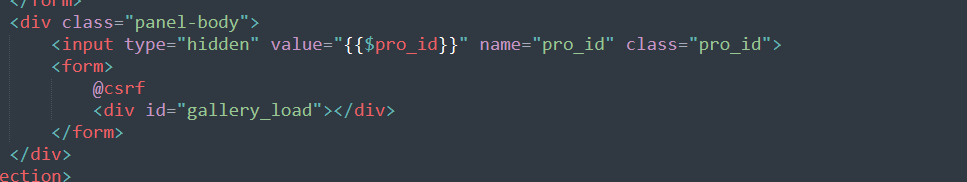 </form>
<div class="panel-body">
<input type="hidden" value="{{$pro_id}}" name="pro_id" class="pro_id">
<form>
@csrf
<div id="gallery_load"></div>
</form>
</div>
ection>